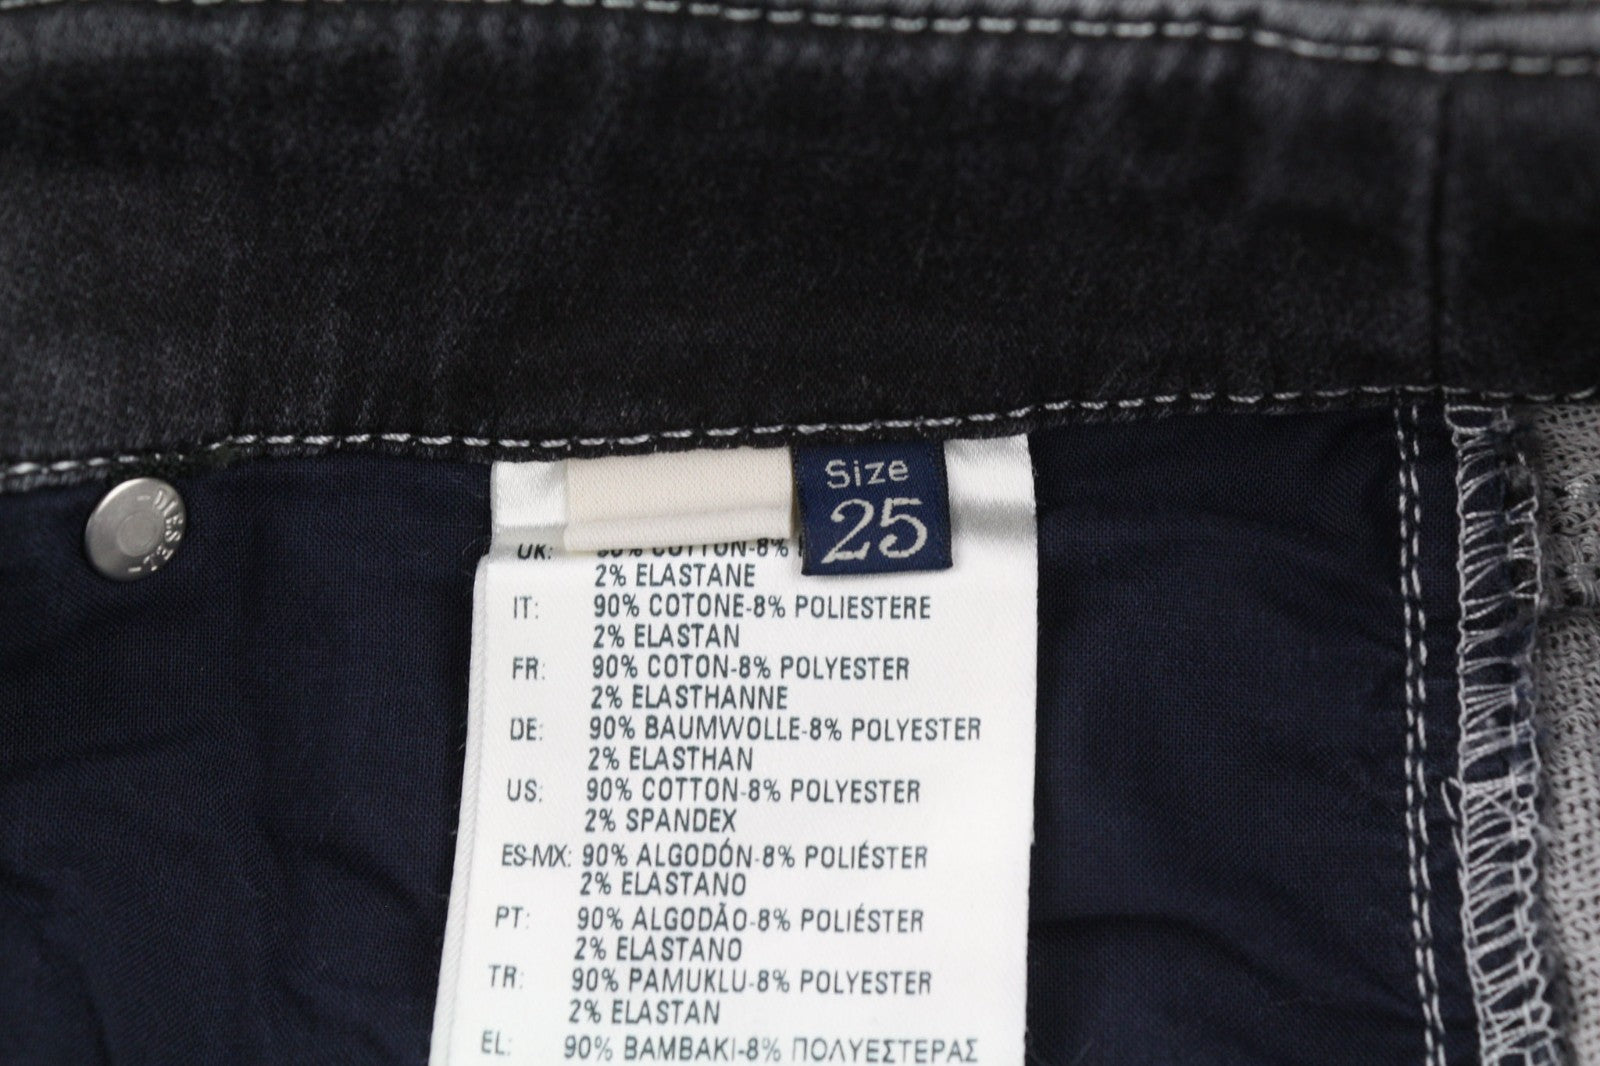 Size
25
DIESEL
UK: 90% COTTON-8%
2% ELASTANE
IT: 90% COTONE-8% POLIESTERE
2% ELASTAN
FR: 90% COTON-8% POLYESTER
2% ELASTHANNE
DE: 90% BAUMWOLLE-8% POLYESTER
2% ELASTHAN
US: 90% COTTON-8% POLYESTER
2% SPANDEX
ES-MX: 90% ALGODÓN-8% POLIÉSTER
2% ELASTANO
PT: 90% ALGODÃO-8% POLIÉSTER
2% ELASTANO
TR: 90% PAMUKLU-8% POLYESTER
2% ELASTAN
EL: 90% ΒΑΜΒΑΚΙ-8% ΠΟΛΥΕΣΤΕΡΑΣ